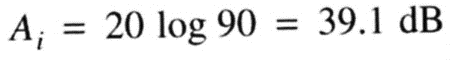 A_i = 20 log 90 = 39.1 dB